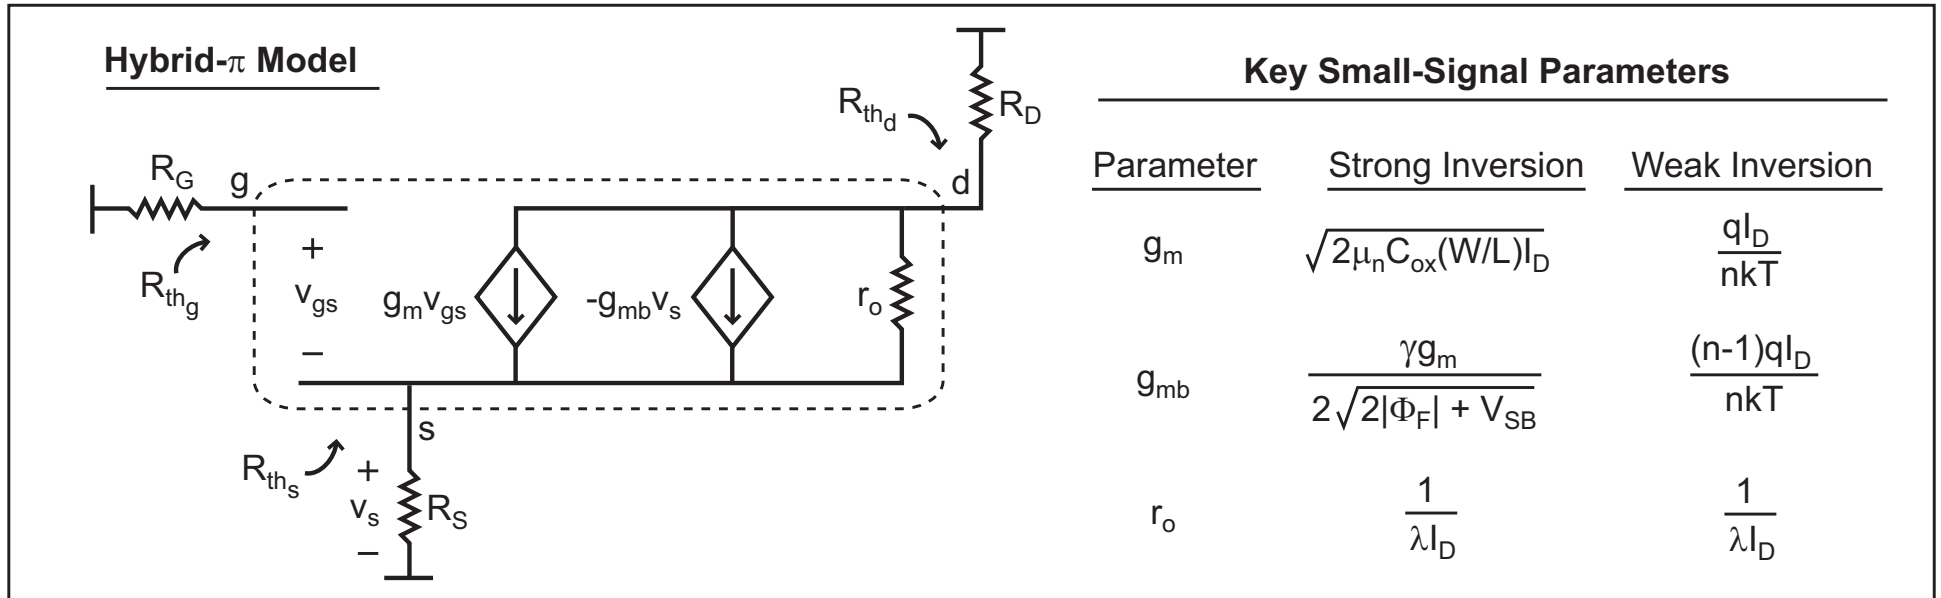 Hybrid-π Model
R_th_d
R_D
R_G
g
d
R_th_g
+
v_gs
–
g_m v_gs
-g_mb v_s
r_o
s
R_th_s
+
v_s
–
R_S
Key Small-Signal Parameters
Parameter Strong Inversion Weak Inversion
g_m √(2μ_n C_ox(W/L)I_D) qI_D / nkT
g_mb γg_m / 2√(2|Φ_F| + V_SB) (n-1)qI_D / nkT
r_o 1 / λI_D 1 / λI_D